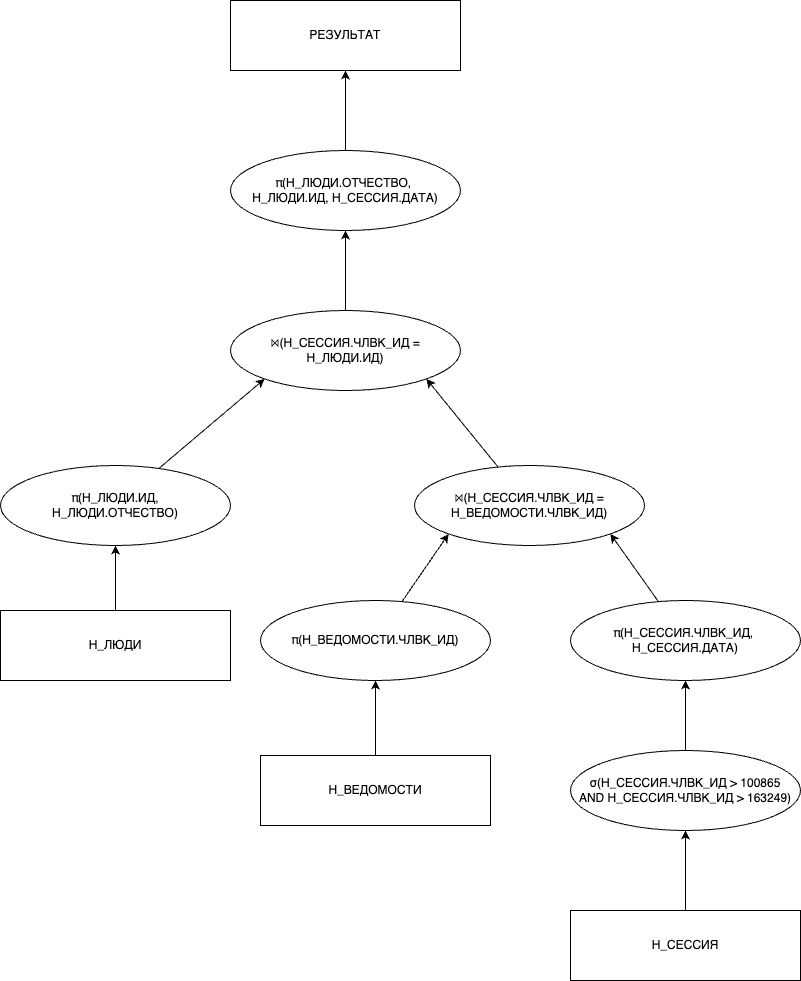 РЕЗУЛЬТАТ
π(Н_ЛЮДИ.ОТЧЕСТВО,
Н_ЛЮДИ.ИД, Н_СЕССИЯ.ДАТА)
⋈(Н_СЕССИЯ.ЧЛВК_ИД =
Н_ЛЮДИ.ИД)
π(Н_ЛЮДИ.ИД,
Н_ЛЮДИ.ОТЧЕСТВО)
⋈(Н_СЕССИЯ.ЧЛВК_ИД =
Н_ВЕДОМОСТИ.ЧЛВК_ИД)
Н_ЛЮДИ
π(Н_ВЕДОМОСТИ.ЧЛВК_ИД)
π(Н_СЕССИЯ.ЧЛВК_ИД,
Н_СЕССИЯ.ДАТА)
Н_ВЕДОМОСТИ
σ(Н_СЕССИЯ.ЧЛВК_ИД > 100865
AND Н_СЕССИЯ.ЧЛВК_ИД > 163249)
Н_СЕССИЯ